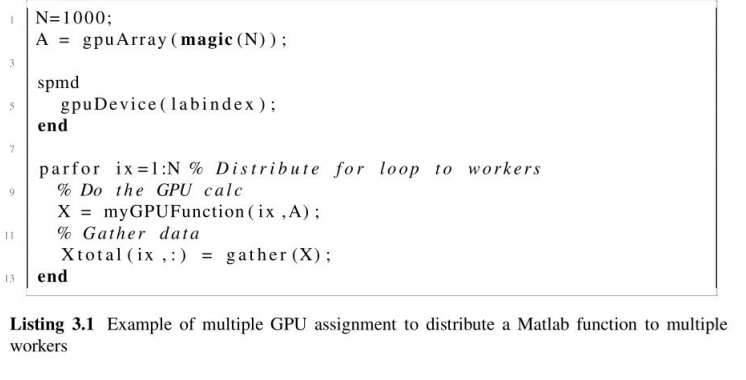 1 N=1000;
A = gpuArray(magic(N));
3
spmd
5 gpuDevice(labindex);
end
7
parfor ix=1:N % Distribute for loop to workers
9 % Do the GPU calc
X = myGPUFunction(ix,A);
11 % Gather data
Xtotal(ix,:) = gather(X);
13 end
Listing 3.1 Example of multiple GPU assignment to distribute a Matlab function to multiple
workers